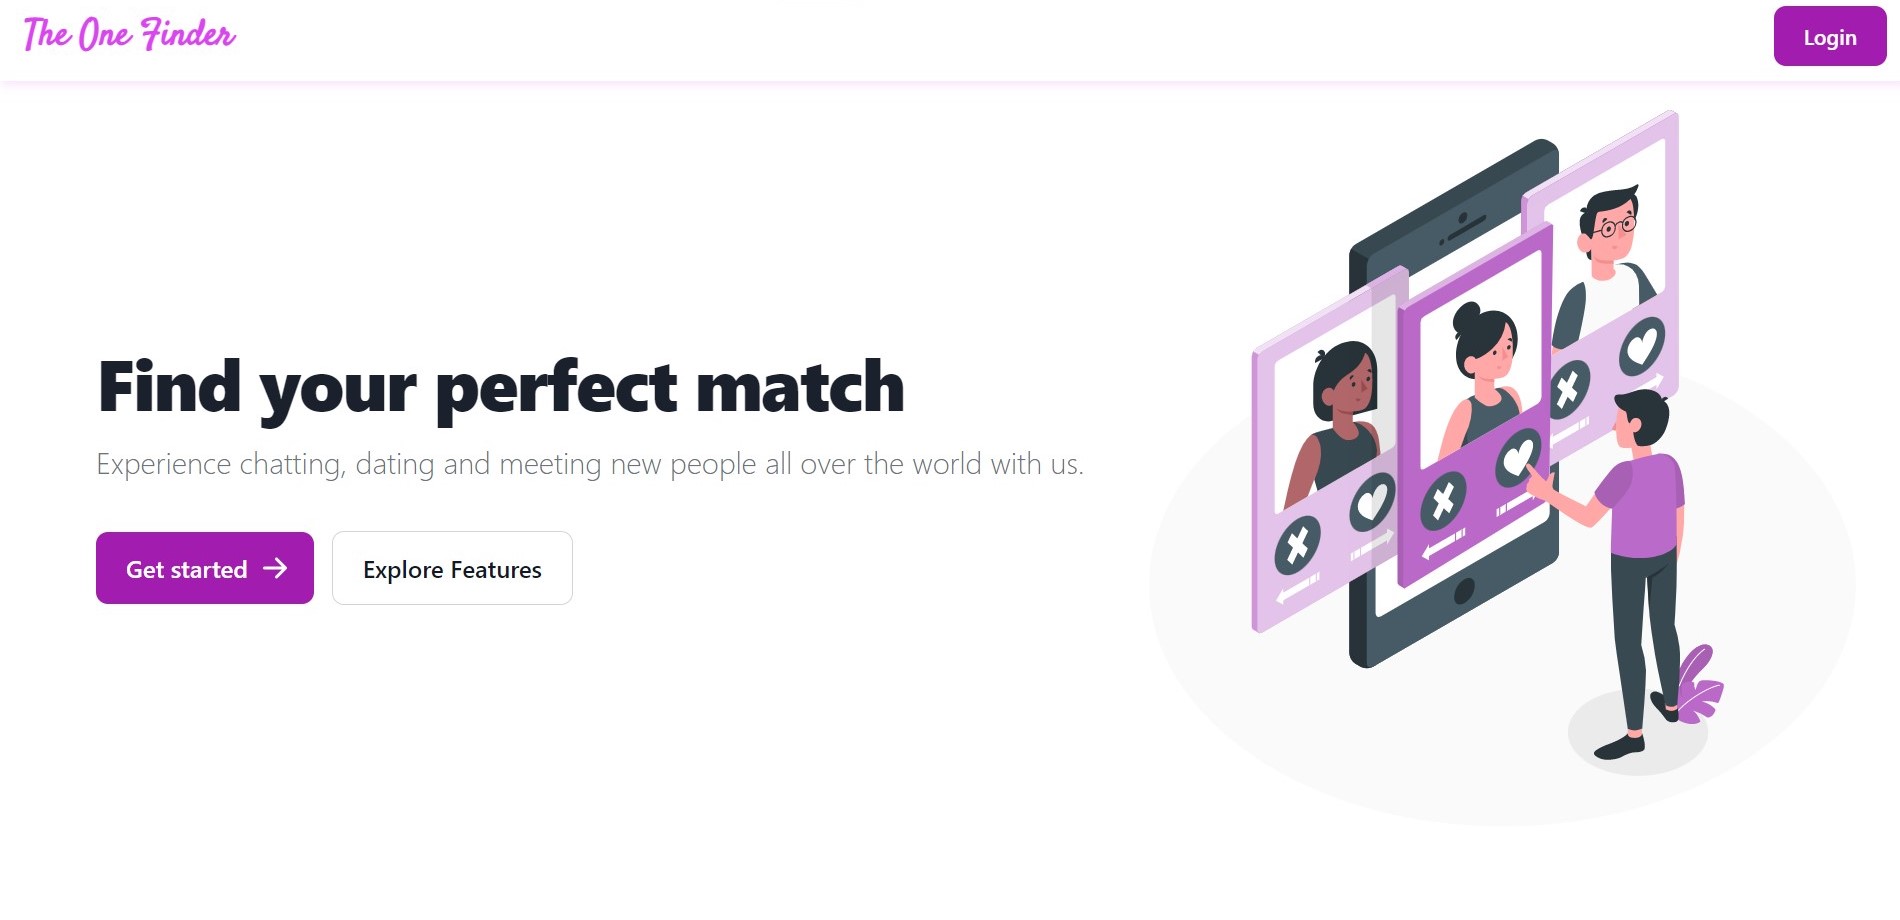 The One Finder
Login
Find your perfect match
Experience chatting, dating and meeting new people all over the world with us.
Get started
Explore Features